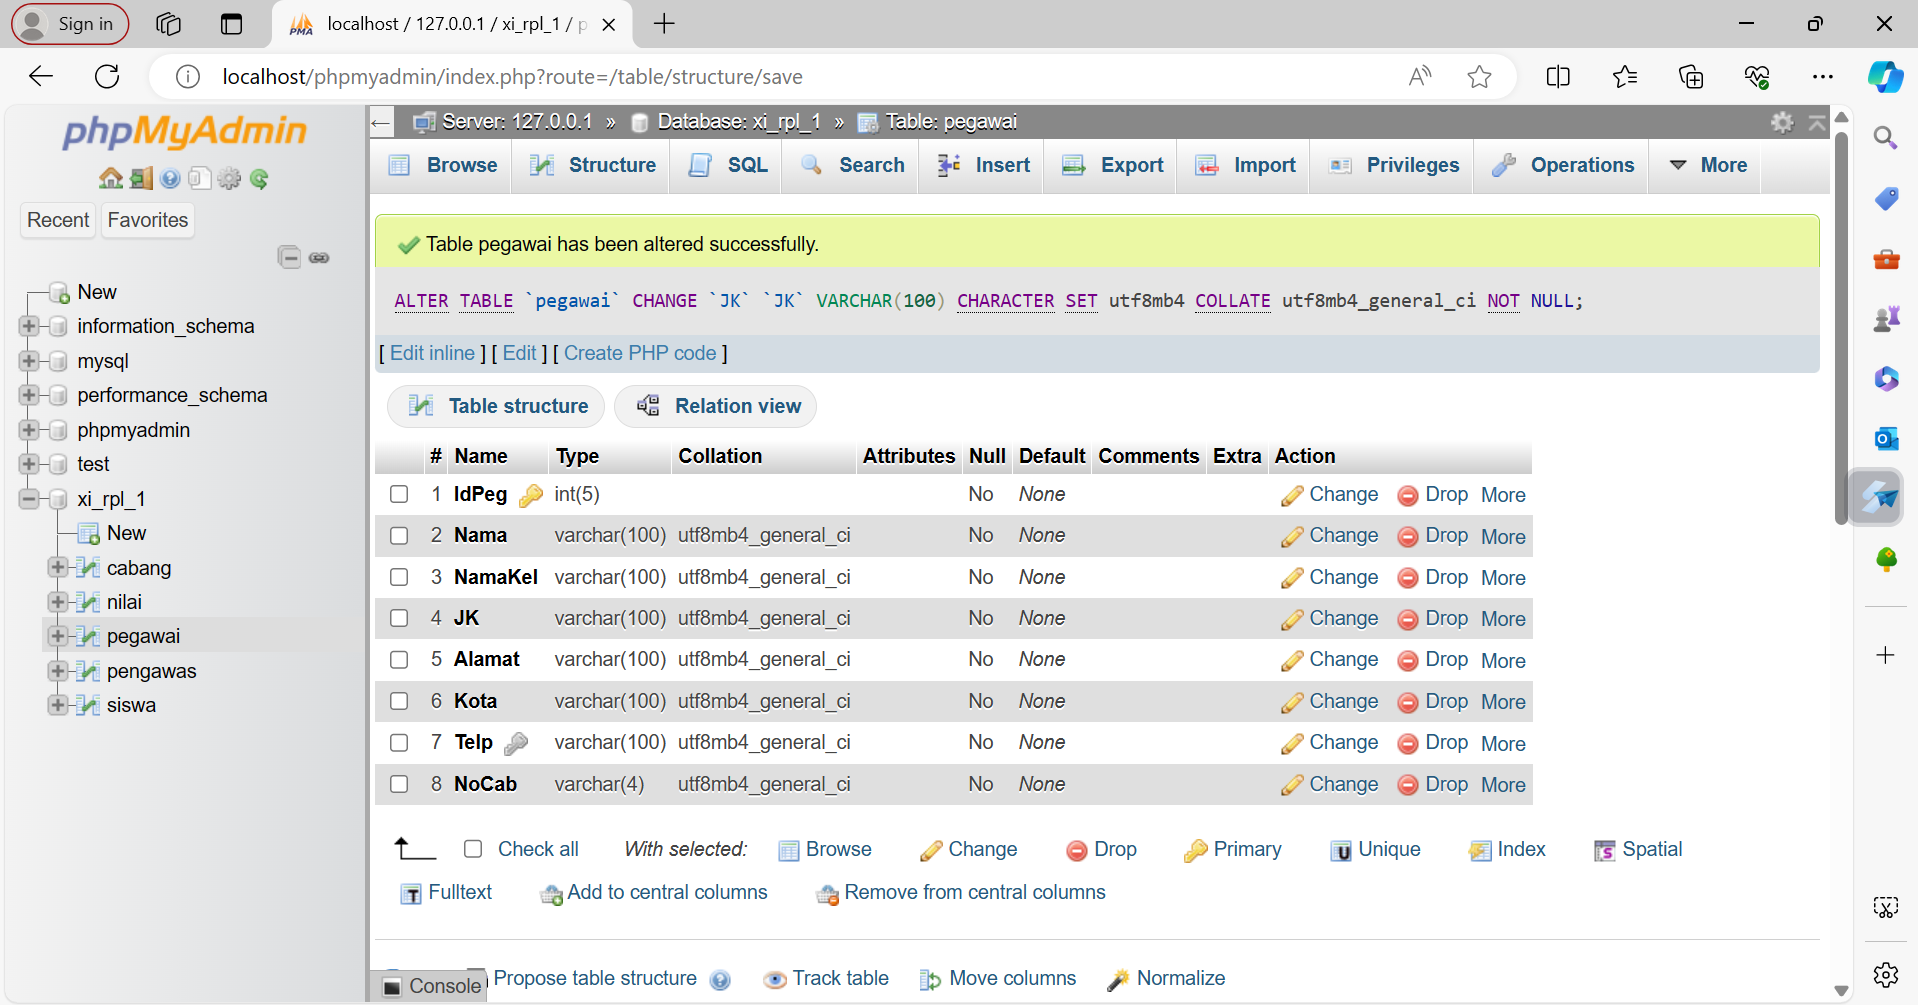 Sign in
localhost / 127.0.0.1 / xi_rpl_1 / p
localhost/phpmyadmin/index.php?route=/table/structure/save
phpMyAdmin
Recent Favorites
New
information_schema
mysql
performance_schema
phpmyadmin
test
xi_rpl_1
New
cabang
nilai
pegawai
pengawas
siswa
Server: 127.0.0.1 » Database: xi_rpl_1 » Table: pegawai
Browse Structure SQL Search Insert Export Import Privileges Operations More
Table pegawai has been altered successfully.
ALTER TABLE `pegawai` CHANGE `JK` `JK` VARCHAR(100) CHARACTER SET utf8mb4 COLLATE utf8mb4_general_ci NOT NULL;
[ Edit inline ] [ Edit ] [ Create PHP code ]
Table structure Relation view
# Name Type Collation Attributes Null Default Comments Extra Action
1 IdPeg int(5) No None Change Drop More
2 Nama varchar(100) utf8mb4_general_ci No None Change Drop More
3 NamaKel varchar(100) utf8mb4_general_ci No None Change Drop More
4 JK varchar(100) utf8mb4_general_ci No None Change Drop More
5 Alamat varchar(100) utf8mb4_general_ci No None Change Drop More
6 Kota varchar(100) utf8mb4_general_ci No None Change Drop More
7 Telp varchar(100) utf8mb4_general_ci No None Change Drop More
8 NoCab varchar(4) utf8mb4_general_ci No None Change Drop More
Check all With selected: Browse Change Drop Primary Unique Index Spatial
Fulltext Add to central columns Remove from central columns
Propose table structure Track table Move columns Normalize
Console